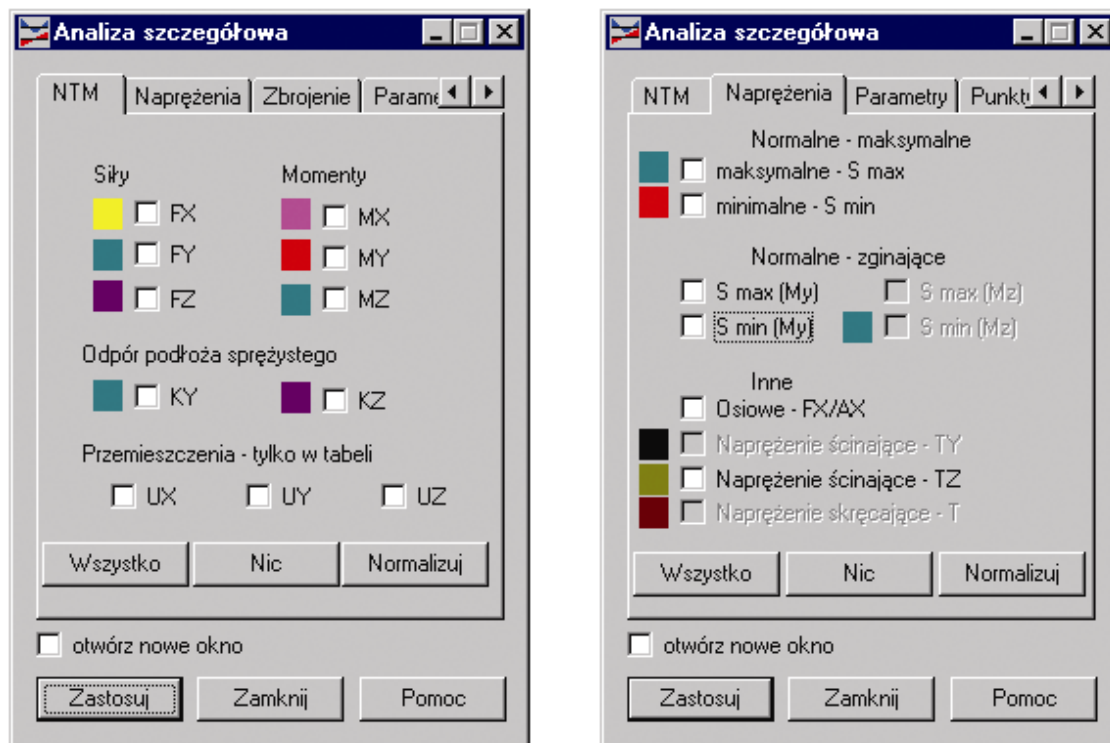 Analiza szczegółowa
NTM Naprężenia Zbrojenie Parame
Siły Momenty
FX MX
FY MY
FZ MZ
Odpór podłoża sprężystego
KY KZ
Przemieszczenia - tylko w tabeli
UX UY UZ
Wszystko Nic Normalizuj
otwórz nowe okno
Zastosuj Zamknij Pomoc
Analiza szczegółowa
NTM Naprężenia Parametry Punkt
Normalne - maksymalne
maksymalne - S max
minimalne - S min
Normalne - zginające
S max (My) S max (Mz)
S min (My) S min (Mz)
Inne
Osiowe - FX/AX
Naprężenie ścinające - TY
Naprężenie ścinające - TZ
Naprężenie skręcające - T
Wszystko Nic Normalizuj
otwórz nowe okno
Zastosuj Zamknij Pomoc